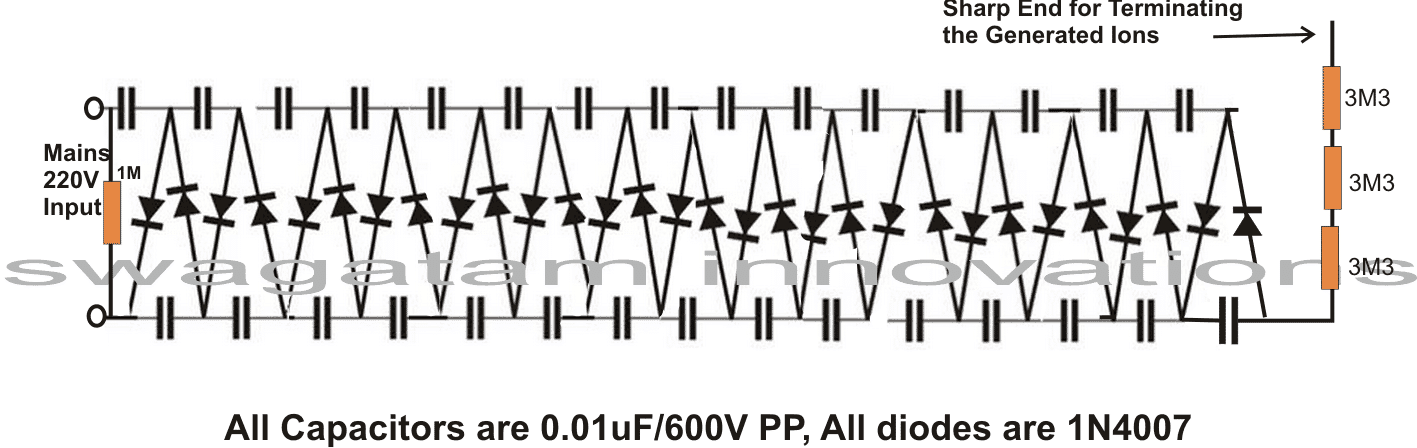 Sharp End for Terminating
the Generated Ions
3M3
Mains
220V
Input
1M
3M3
3M3
swagatam innovations
All Capacitors are 0.01uF/600V PP, All diodes are 1N4007